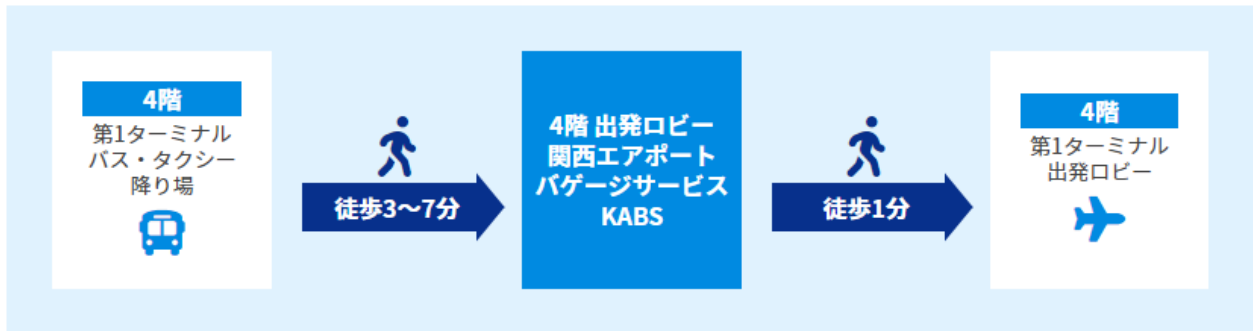 4階
第1ターミナル
バス・タクシー
降り場
徒歩3〜7分
4階 出発ロビー
関西エアポート
バゲージサービス
KABS
徒歩1分
4階
第1ターミナル
出発ロビー